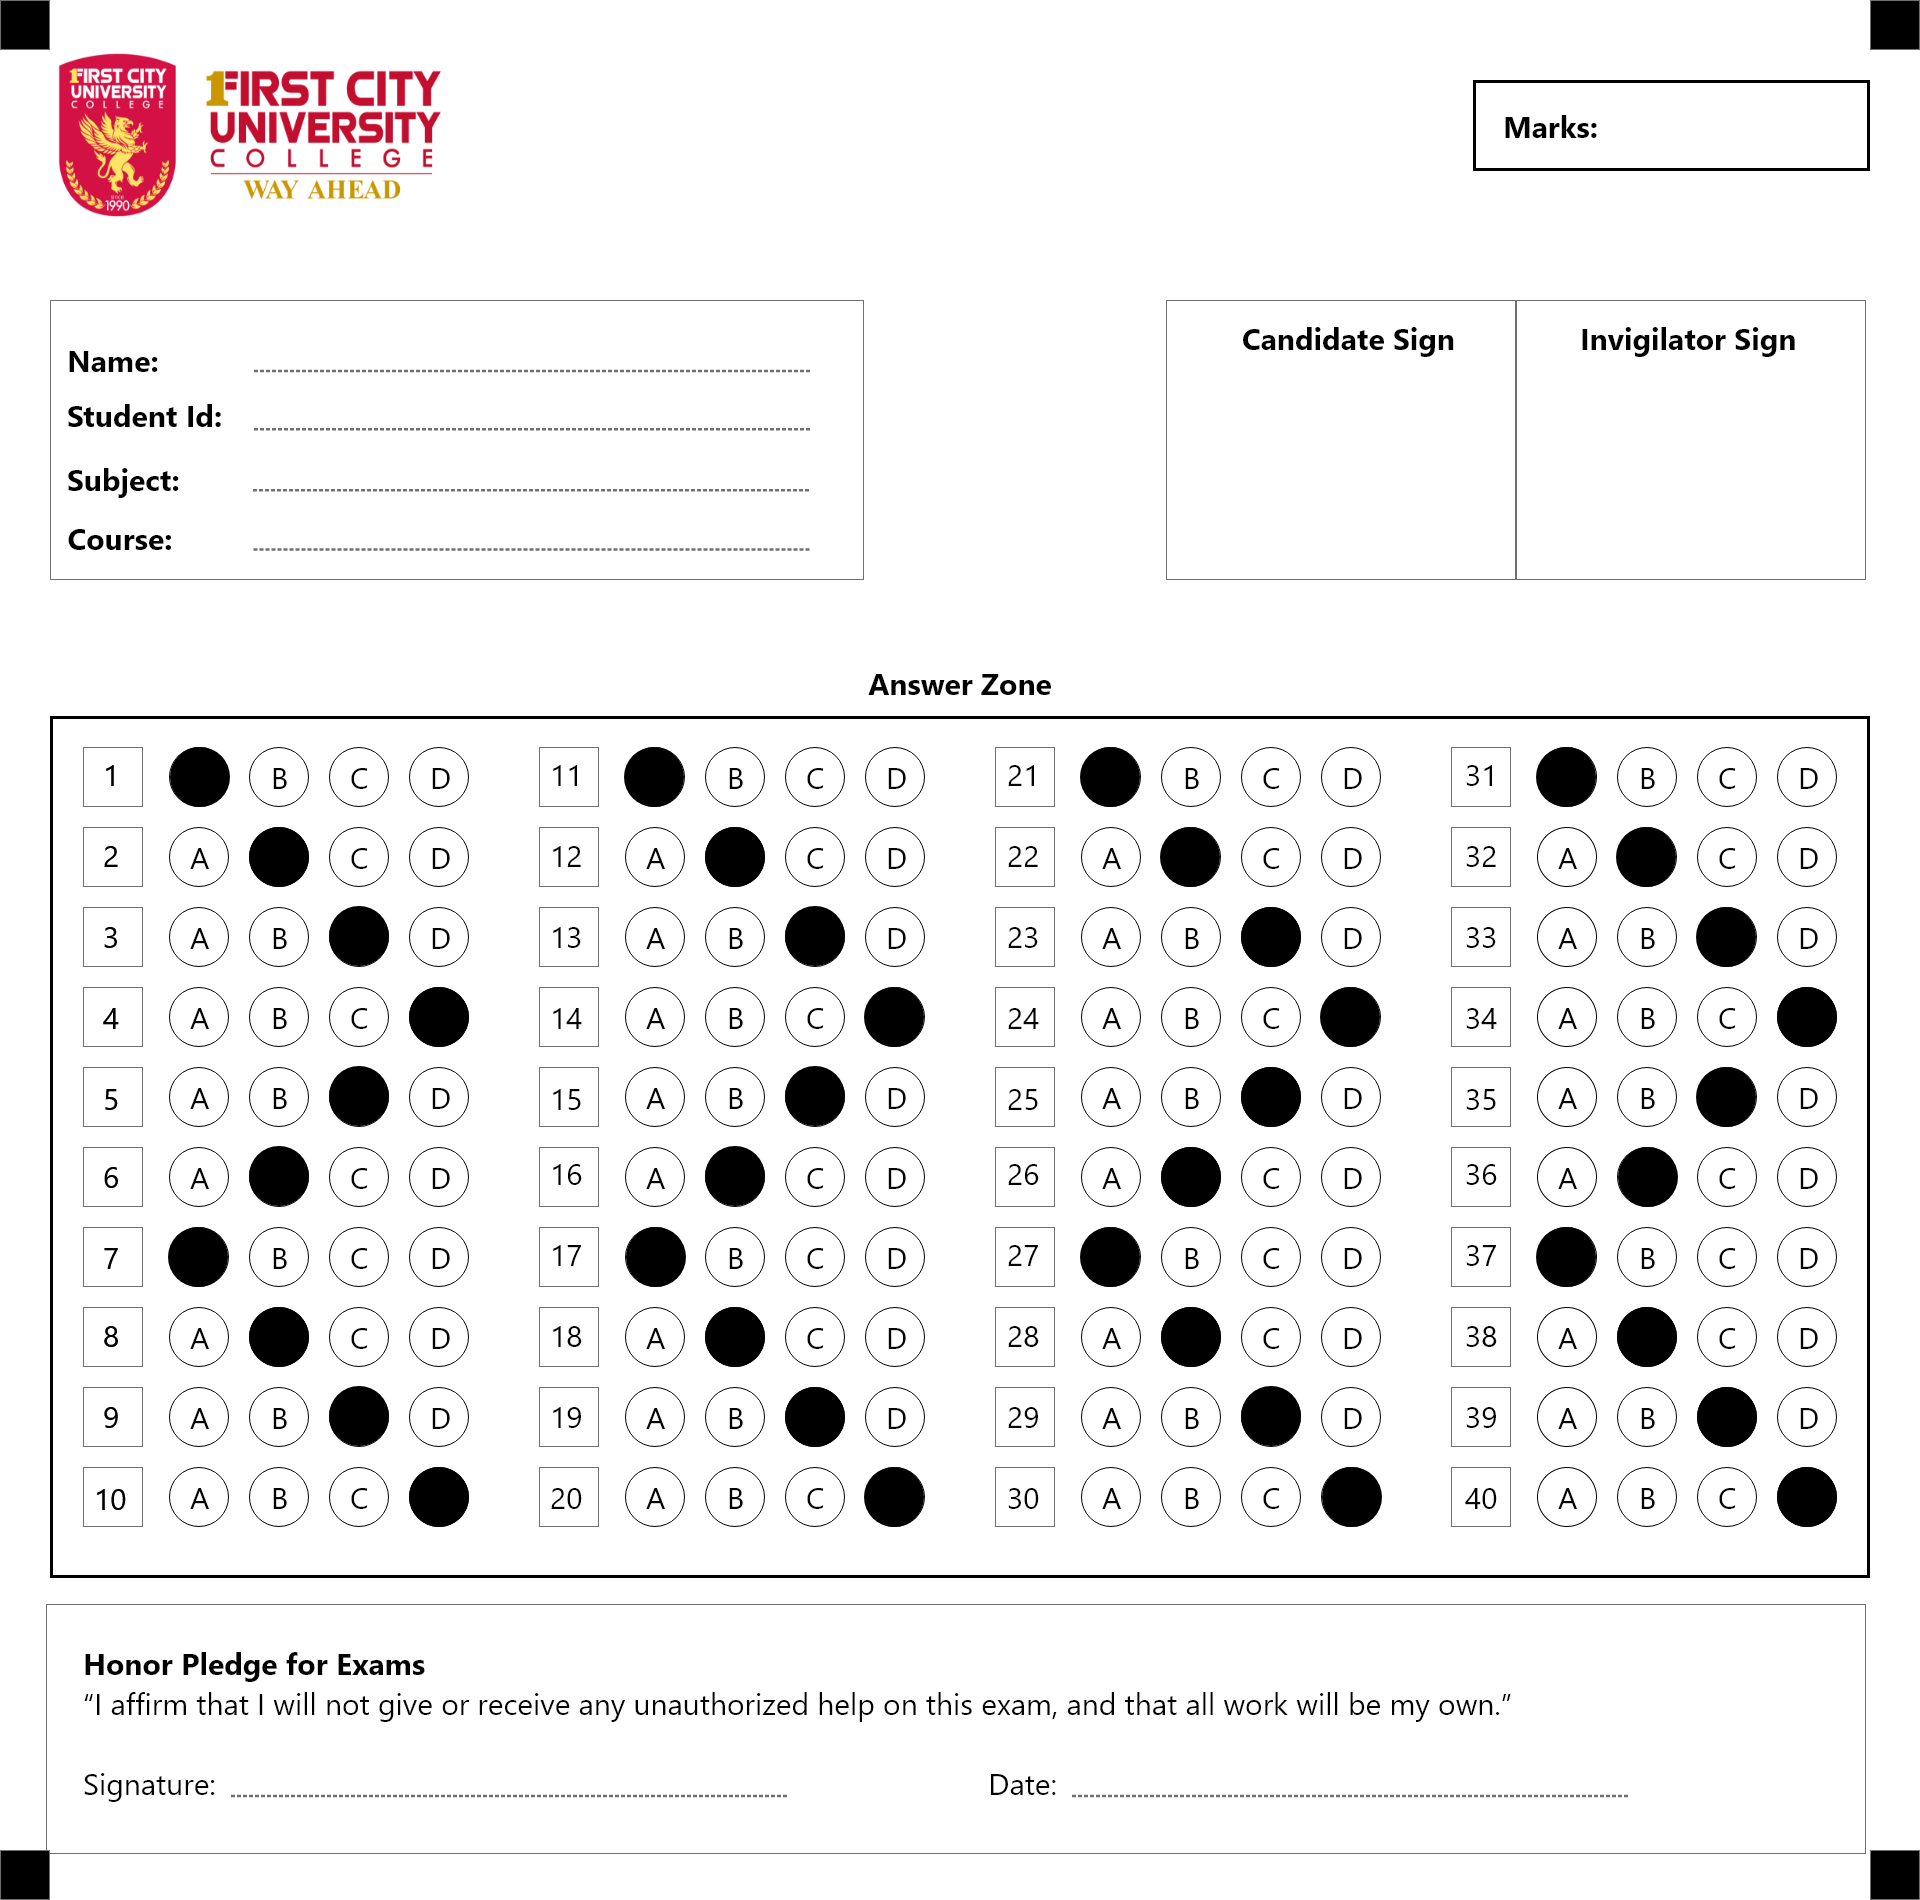 1FIRST CITY
UNIVERSITY
COLLEGE
1990
1FIRST CITY
UNIVERSITY
COLLEGE
WAY AHEAD
Marks:
Name:
Student Id:
Subject:
Course:
Candidate Sign Invigilator Sign
Answer Zone
1 B C D 11 B C D 21 B C D 31 B C D
2 A C D 12 A C D 22 A C D 32 A C D
3 A B D 13 A B D 23 A B D 33 A B D
4 A B C 14 A B C 24 A B C 34 A B C
5 A B D 15 A B D 25 A B D 35 A B D
6 A C D 16 A C D 26 A C D 36 A C D
7 B C D 17 B C D 27 B C D 37 B C D
8 A C D 18 A C D 28 A C D 38 A C D
9 A B D 19 A B D 29 A B D 39 A B D
10 A B C 20 A B C 30 A B C 40 A B C
Honor Pledge for Exams
“I affirm that I will not give or receive any unauthorized help on this exam, and that all work will be my own.”
Signature: Date: